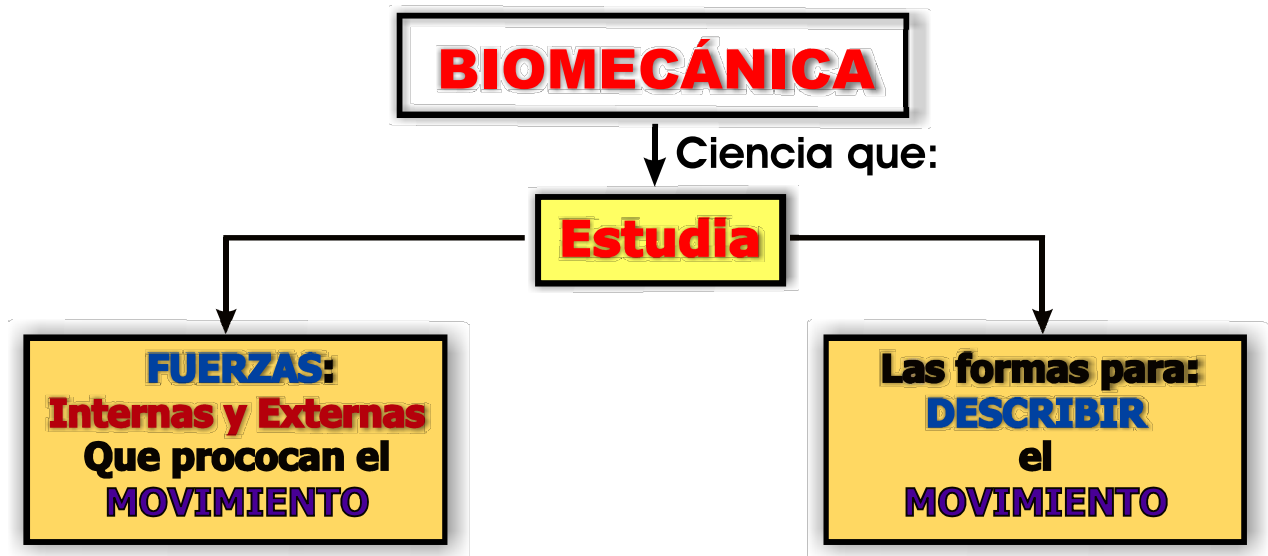 BIOMECÁNICA
Ciencia que:
Estudia
FUERZAS:
Internas y Externas
Que prococan el
MOVIMIENTO
Las formas para:
DESCRIBIR
el
MOVIMIENTO